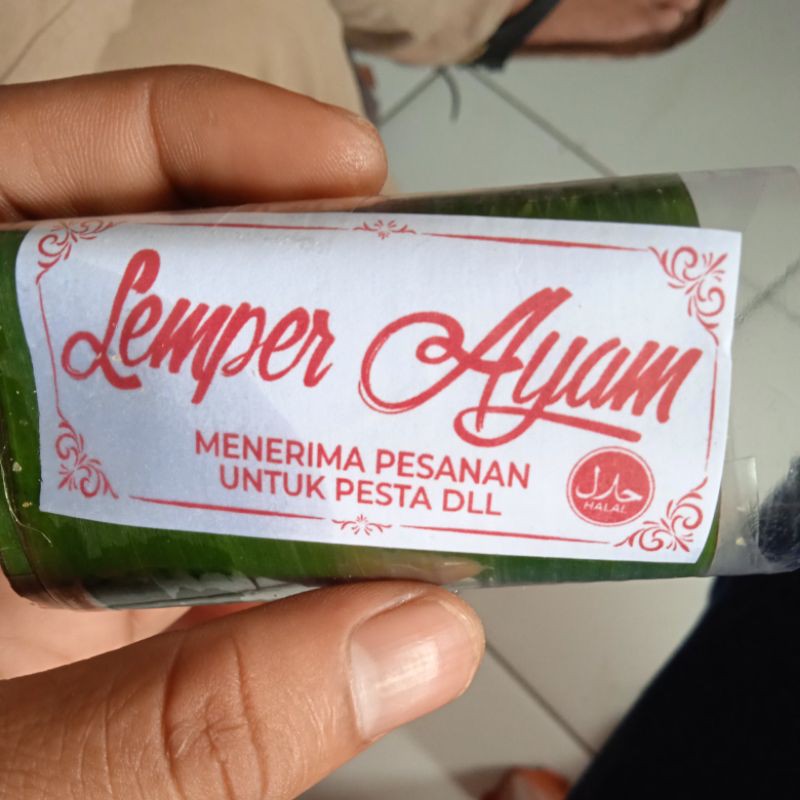 Lemper Ayam
MENERIMA PESANAN
UNTUK PESTA DLL
حلال
HALAL